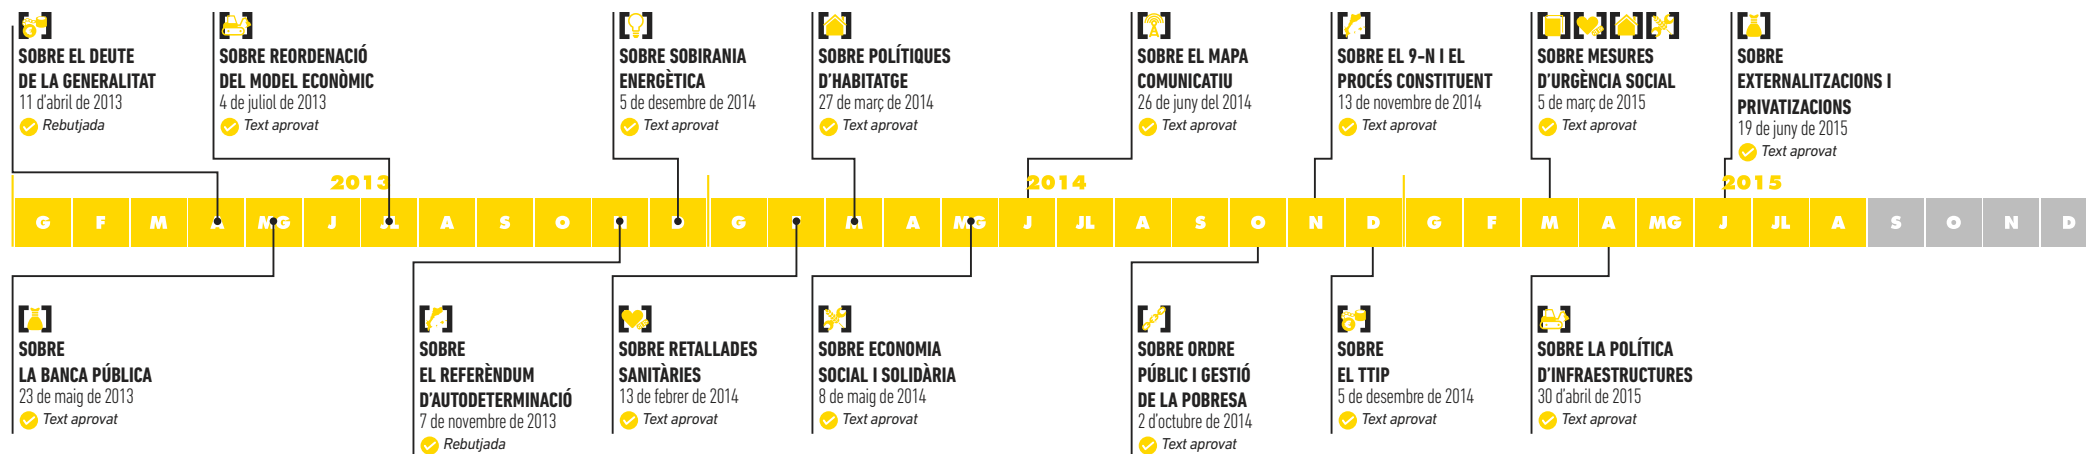 SOBRE EL DEUTE
DE LA GENERALITAT
11 d'abril de 2013
Rebutjada
SOBRE REORDENACIÓ
DEL MODEL ECONÒMIC
4 de juliol de 2013
Text aprovat
SOBRE SOBIRANIA
ENERGÈTICA
5 de desembre de 2014
Text aprovat
SOBRE POLÍTIQUES
D'HABITATGE
27 de març de 2014
Text aprovat
SOBRE EL MAPA
COMUNICATIU
26 de juny del 2014
Text aprovat
SOBRE EL 9-N I EL
PROCÉS CONSTITUENT
13 de novembre de 2014
Text aprovat
SOBRE MESURES
D'URGÈNCIA SOCIAL
5 de març de 2015
Text aprovat
SOBRE
EXTERNALITZACIONS I
PRIVATIZACIONS
19 de juny de 2015
Text aprovat
2013 2014 2015
G F M A MG J JL A S O N D G F M A MG J JL A S O N D G F M A MG J JL A S O N D
SOBRE
LA BANCA PÚBLICA
23 de maig de 2013
Text aprovat
SOBRE
EL REFERÈNDUM
D'AUTODETERMINACIÓ
7 de novembre de 2013
Rebutjada
SOBRE RETALLADES
SANITÀRIES
13 de febrer de 2014
Text aprovat
SOBRE ECONOMIA
SOCIAL I SOLIDÀRIA
8 de maig de 2014
Text aprovat
SOBRE ORDRE
PÚBLIC I GESTIÓ
DE LA POBRESA
2 d'octubre de 2014
Text aprovat
SOBRE
EL TTIP
5 de desembre de 2014
Text aprovat
SOBRE LA POLÍTICA
D'INFRAESTRUCTURES
30 d'abril de 2015
Text aprovat